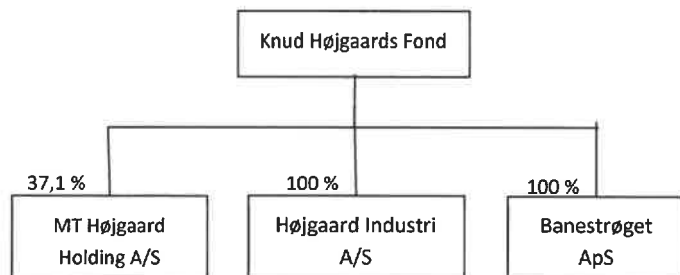 Knud Højgaards Fond
37,1 %
100 %
100 %
MT Højgaard
Holding A/S
Højgaard Industri
A/S
Banestrøget
ApS